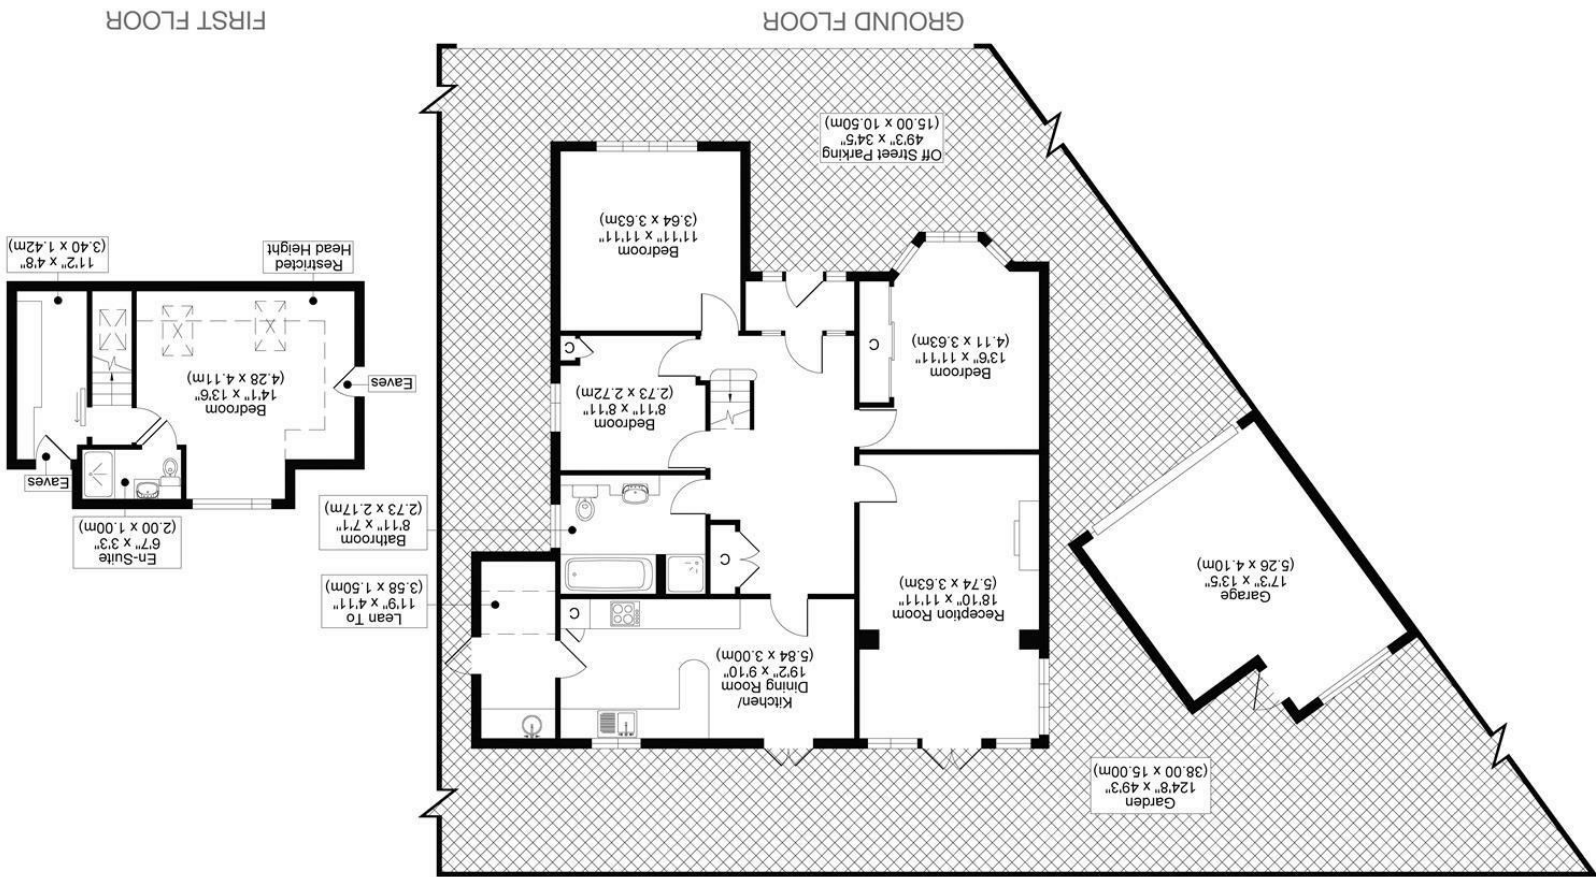 Garden
124'8" x 49'3"
(38.00 x 15.00m)
Kitchen/
Dining Room
19'2" x 9'10"
(5.84 x 3.00m)
Reception Room
18'10" x 11'11"
(5.74 x 3.63m)
Garage
17'3" x 13'5"
(5.26 x 4.10m)
C
Lean To
11'9" x 4'11"
(3.58 x 1.50m)
C
Bathroom
8'11" x 7'1"
(2.73 x 2.17m)
Bedroom
8'11" x 8'11"
(2.73 x 2.72m)
C
Bedroom
13'6" x 11'11"
(4.11 x 3.63m)
C
Bedroom
11'11" x 11'11"
(3.64 x 3.63m)
Off Street Parking
49'3" x 34'5"
(15.00 x 10.50m)
GROUND FLOOR
En-Suite
6'7" x 3'3"
(2.00 x 1.00m)
Eaves
Bedroom
14'1" x 13'6"
(4.28 x 4.11m)
Eaves
Restricted
Head Height
11'2" x 4'8"
(3.40 x 1.42m)
FIRST FLOOR